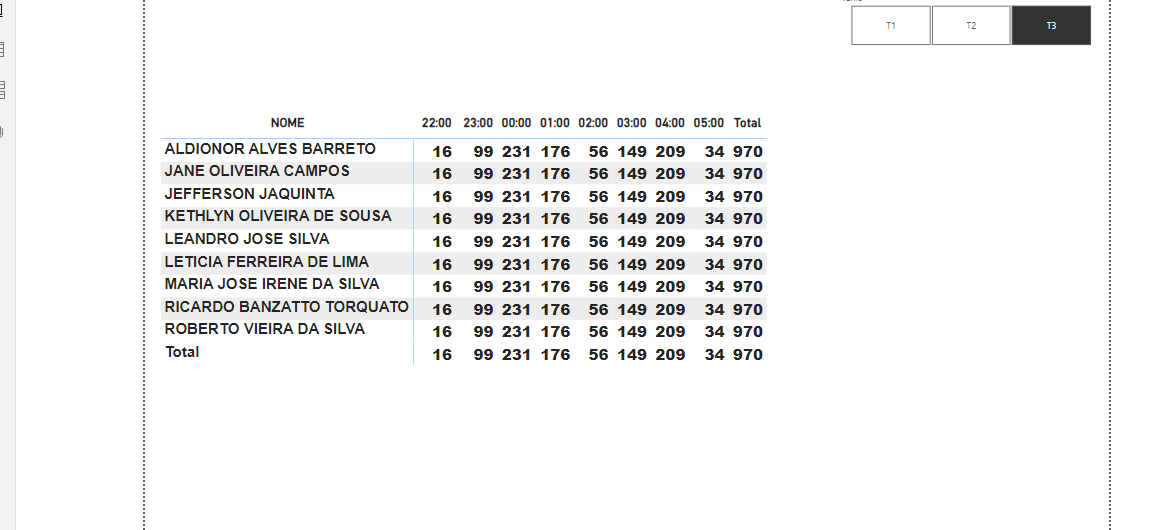 T1 T2 T3
NOME 22:00 23:00 00:00 01:00 02:00 03:00 04:00 05:00 Total
ALDIONOR ALVES BARRETO 16 99 231 176 56 149 209 34 970
JANE OLIVEIRA CAMPOS 16 99 231 176 56 149 209 34 970
JEFFERSON JAQUINTA 16 99 231 176 56 149 209 34 970
KETHLYN OLIVEIRA DE SOUSA 16 99 231 176 56 149 209 34 970
LEANDRO JOSE SILVA 16 99 231 176 56 149 209 34 970
LETICIA FERREIRA DE LIMA 16 99 231 176 56 149 209 34 970
MARIA JOSE IRENE DA SILVA 16 99 231 176 56 149 209 34 970
RICARDO BANZATTO TORQUATO 16 99 231 176 56 149 209 34 970
ROBERTO VIEIRA DA SILVA 16 99 231 176 56 149 209 34 970
Total 16 99 231 176 56 149 209 34 970